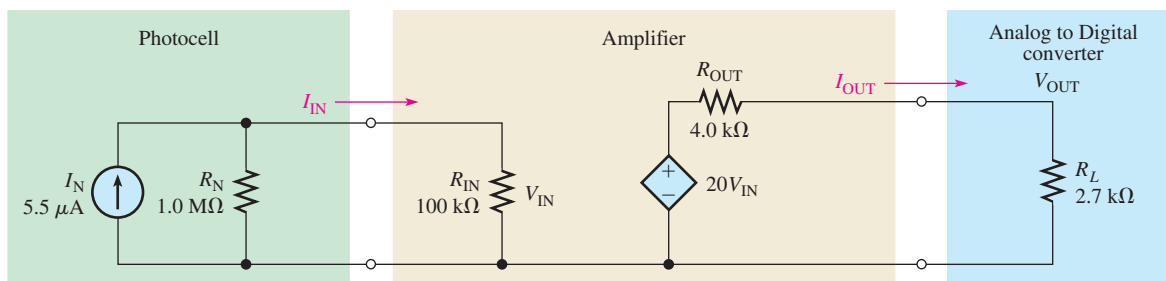 Photocell
Amplifier
Analog to Digital
converter
V_OUT
R_OUT
4.0 kΩ
I_OUT
I_IN
I_N
5.5 μA
R_N
1.0 MΩ
R_IN
100 kΩ
V_IN
+
−
20V_IN
R_L
2.7 kΩ